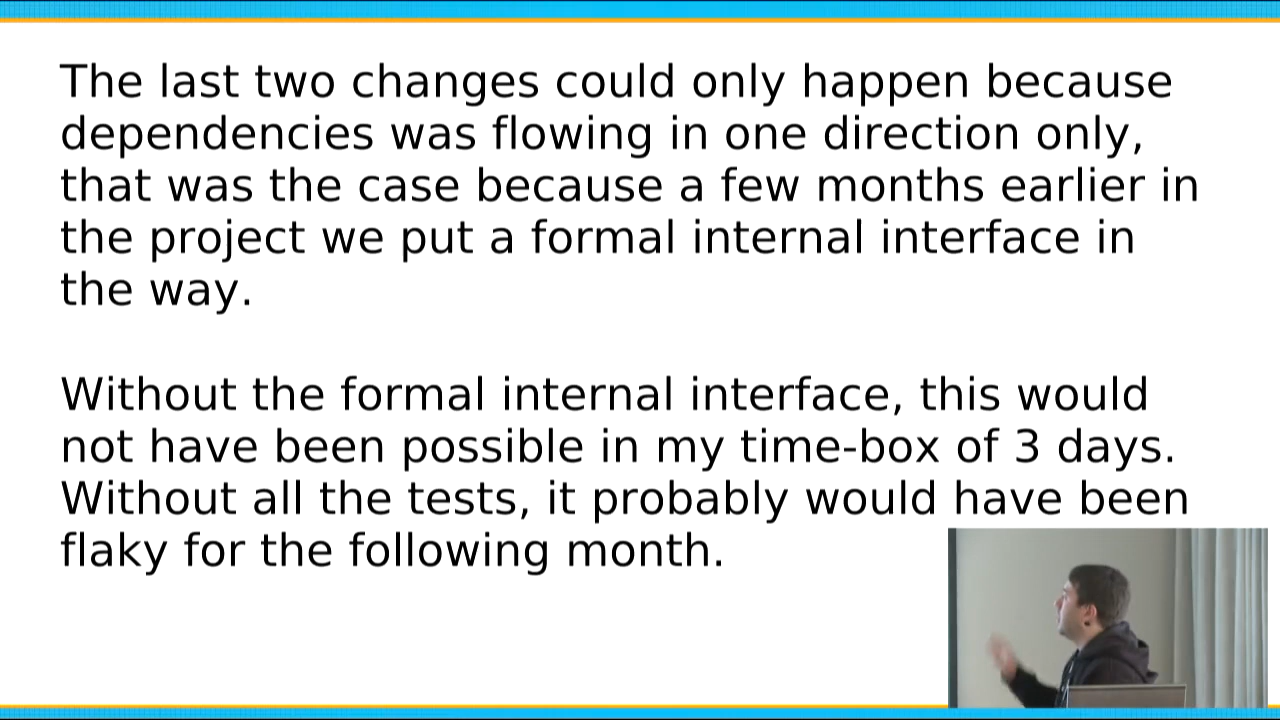 The last two changes could only happen because
dependencies was flowing in one direction only,
that was the case because a few months earlier in
the project we put a formal internal interface in
the way.
Without the formal internal interface, this would
not have been possible in my time-box of 3 days.
Without all the tests, it probably would have been
flaky for the following month.